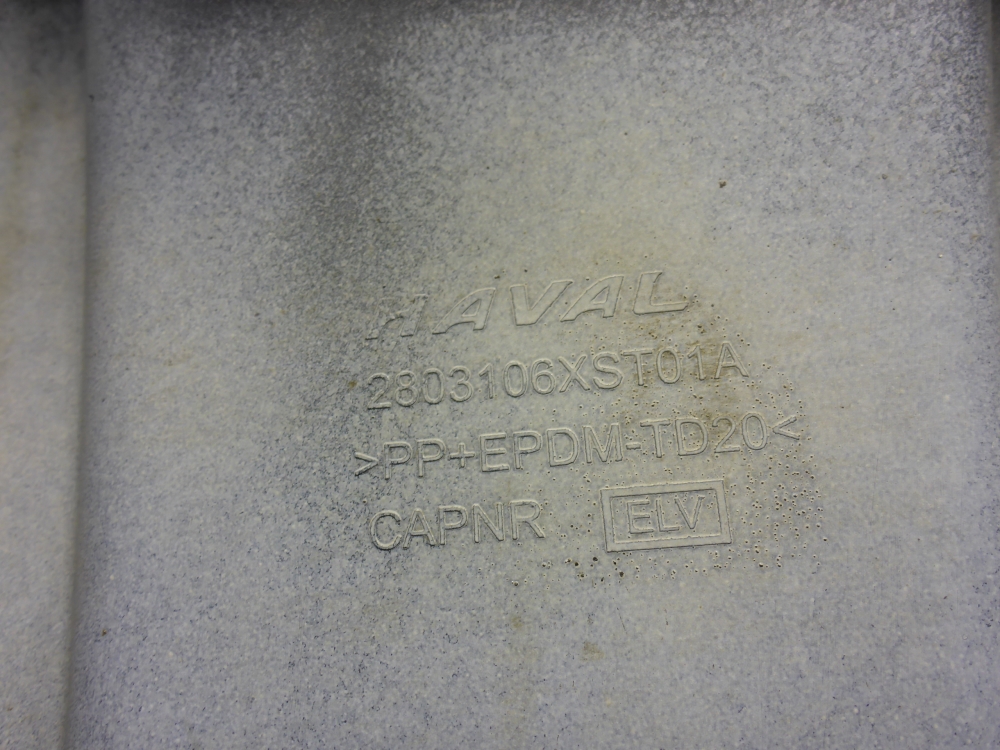 HAVAL
2803106XST01A
>PP+EPDM-TD20<
CAPNR ELV